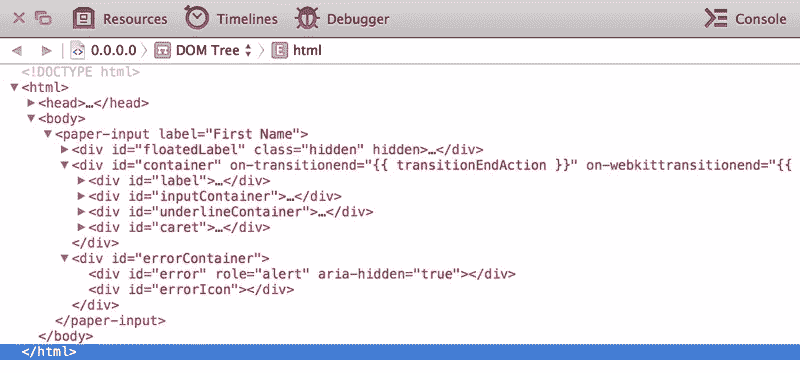 Resources Timelines Debugger Console
0.0.0.0 DOM Tree E html
<!DOCTYPE html>
<html>
<head>…</head>
<body>
<paper-input label="First Name">
<div id="floatedLabel" class="hidden" hidden>…</div>
<div id="container" on-transitionend="{{ transitionEndAction }}" on-webkittransitionend="{{
<div id="label">…</div>
<div id="inputContainer">…</div>
<div id="underlineContainer">…</div>
<div id="caret">…</div>
</div>
<div id="errorContainer">
<div id="error" role="alert" aria-hidden="true"></div>
<div id="errorIcon"></div>
</div>
</paper-input>
</body>
</html>